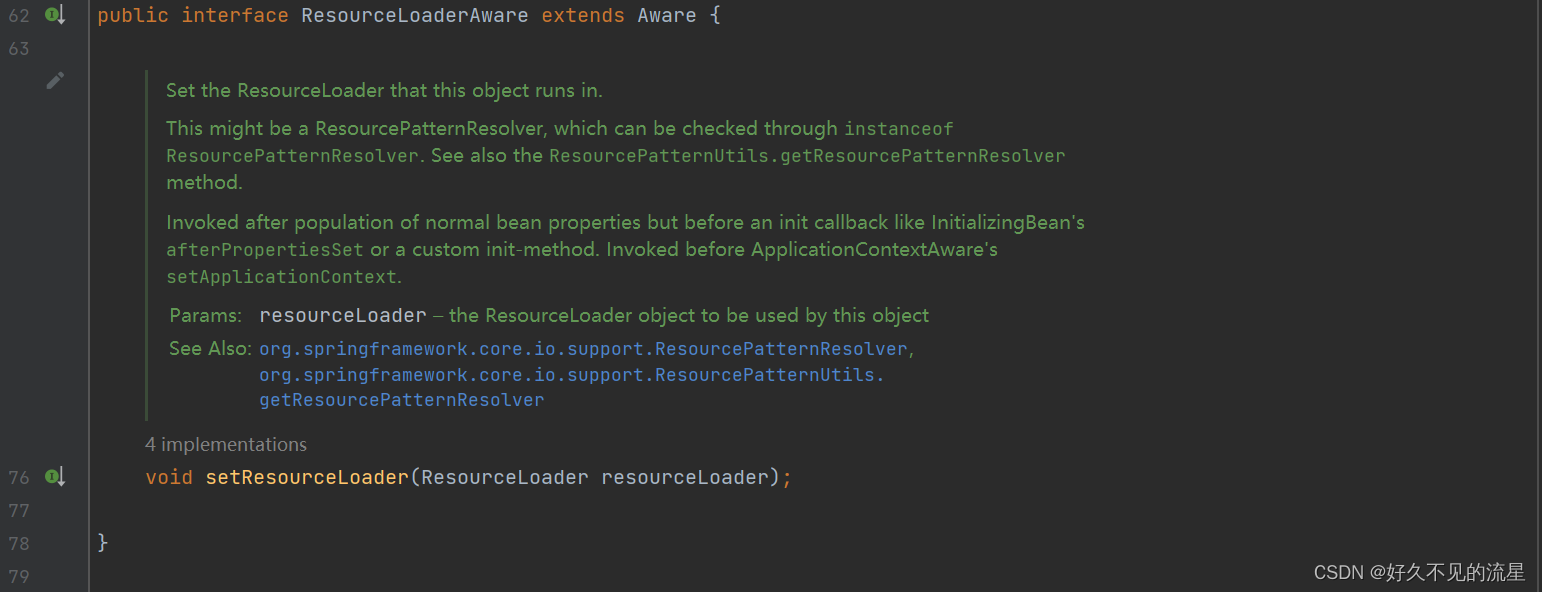 62 public interface ResourceLoaderAware extends Aware {
63
Set the ResourceLoader that this object runs in.
This might be a ResourcePatternResolver, which can be checked through instanceof
ResourcePatternResolver. See also the ResourcePatternUtils.getResourcePatternResolver
method.
Invoked after population of normal bean properties but before an init callback like InitializingBean's
afterPropertiesSet or a custom init-method. Invoked before ApplicationContextAware's
setApplicationContext.
Params: resourceLoader – the ResourceLoader object to be used by this object
See Also: org.springframework.core.io.support.ResourcePatternResolver,
org.springframework.core.io.support.ResourcePatternUtils.
getResourcePatternResolver
4 implementations
76 void setResourceLoader(ResourceLoader resourceLoader);
77
78 }
79
CSDN @好久不见的流星